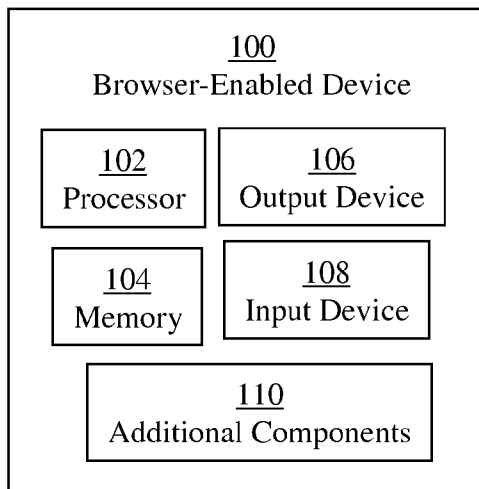 100
Browser-Enabled Device
102
Processor
106
Output Device
104
Memory
108
Input Device
110
Additional Components